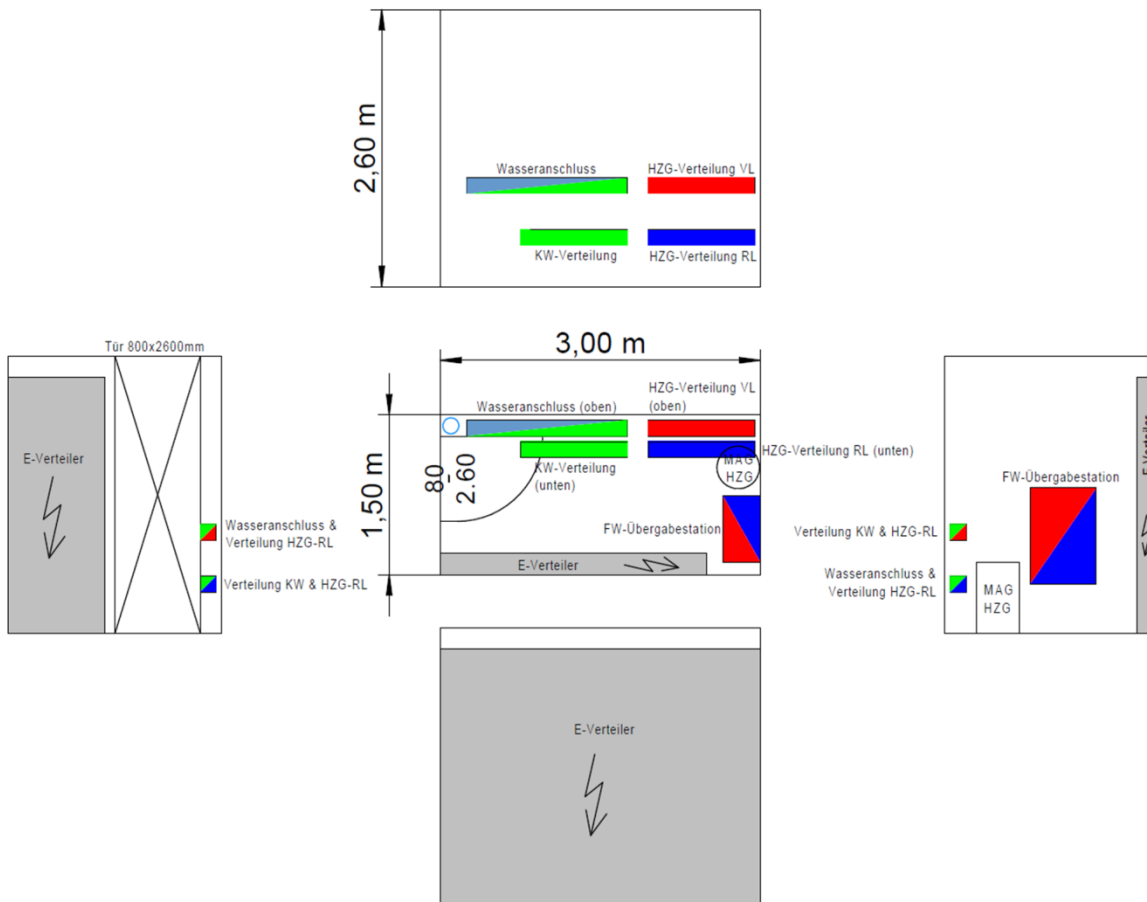 2,60 m
Wasseranschluss
HZG-Verteilung VL
KW-Verteilung
HZG-Verteilung RL
Tür 800x2600mm
E-Verteiler
Wasseranschluss &
Verteilung HZG-RL
Verteilung KW & HZG-RL
3,00 m
1,50 m
Wasseranschluss (oben)
HZG-Verteilung VL
(oben)
HZG-Verteilung RL (unten)
KW-Verteilung
(unten)
80
2.60
MAG
HZG
FW-Übergabestation
E-Verteiler
FW-Übergabestation
Verteilung KW & HZG-RL
Wasseranschluss &
Verteilung HZG-RL
MAG
HZG
E-Verteiler
E-Verteiler